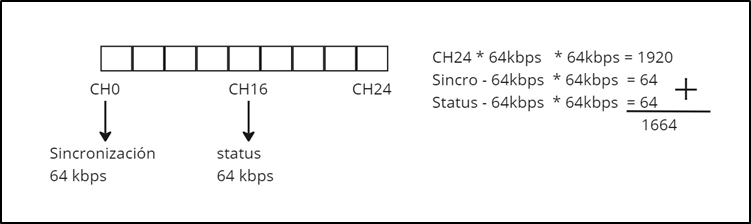 CH0 CH16 CH24
Sincronización
64 kbps
status
64 kbps
CH24 * 64kbps * 64kbps = 1920
Sincro - 64kbps * 64kbps = 64
Status - 64kbps * 64kbps = 64
+
1664